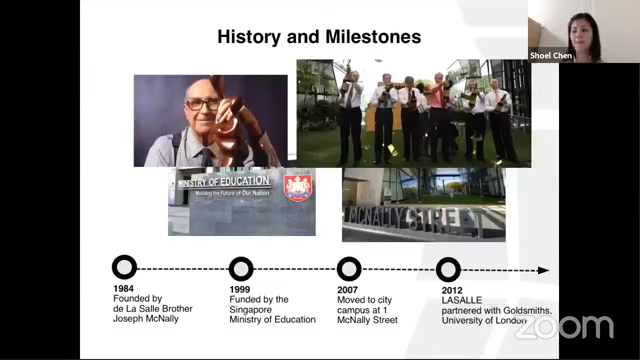 History and Milestones
Shoel Chen
MINISTRY OF EDUCATION
Moulding the Future of Our Nation
MCNALLY STREET
1984
Founded by
de La Salle Brother
Joseph McNally
1999
Funded by the
Singapore
Ministry of Education
2007
Moved to city
campus at 1
McNally Street
2012
LASALLE
partnered with Goldsmiths,
University of London
zoom